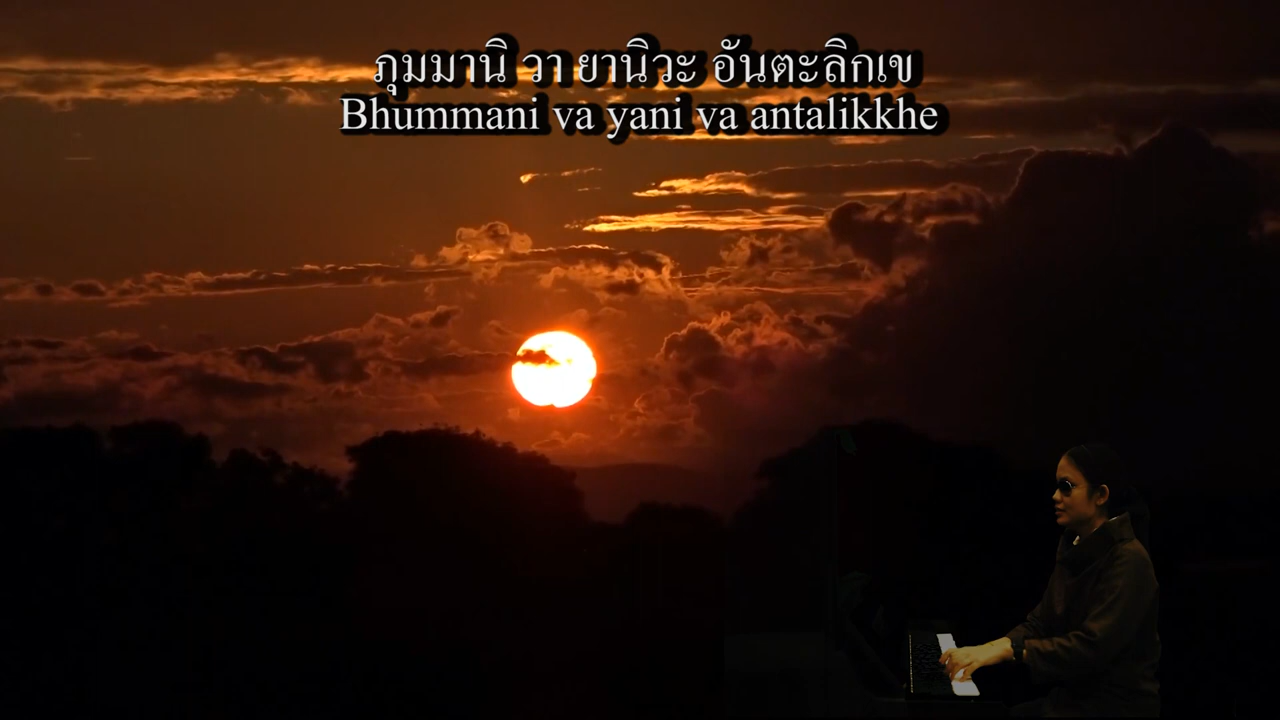 ภุมมานิ วา ยานิวะ อันตะลิกเข
Bhummani va yani va antalikkhe